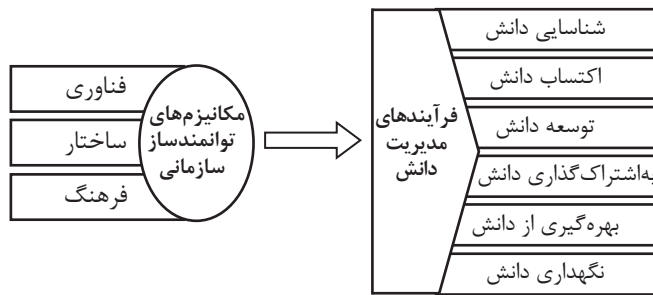 فناوری
ساختار
فرهنگ
مکانیزم‌های
توانمندساز
سازمانی
فرآیندهای
مدیریت
دانش
شناسایی دانش
اکتساب دانش
توسعه دانش
به‌اشتراک‌گذاری دانش
بهره‌گیری از دانش
نگهداری دانش